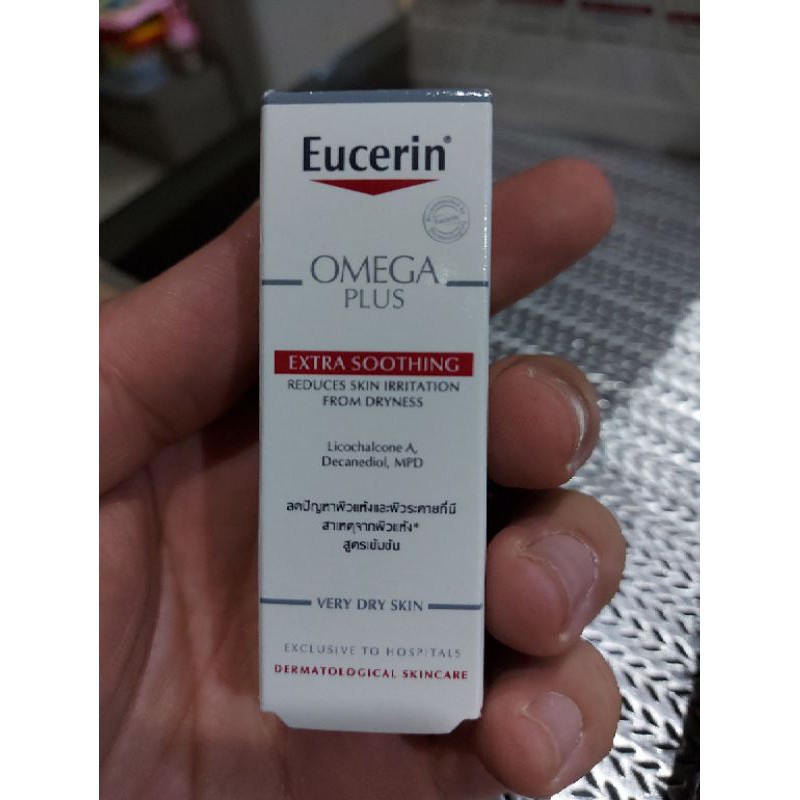 Eucerin®
Eucerin
OMEGA
PLUS
EXTRA SOOTHING
REDUCES SKIN IRRITATION
FROM DRYNESS
Licochalcone A,
Decanediol, MPD
ลดปัญหาผิวแห้งและผิวระคายที่มี
สาเหตุจากผิวแห้ง*
สูตรเข้มข้น
VERY DRY SKIN
EXCLUSIVE TO HOSPITALS
DERMATOLOGICAL SKINCARE